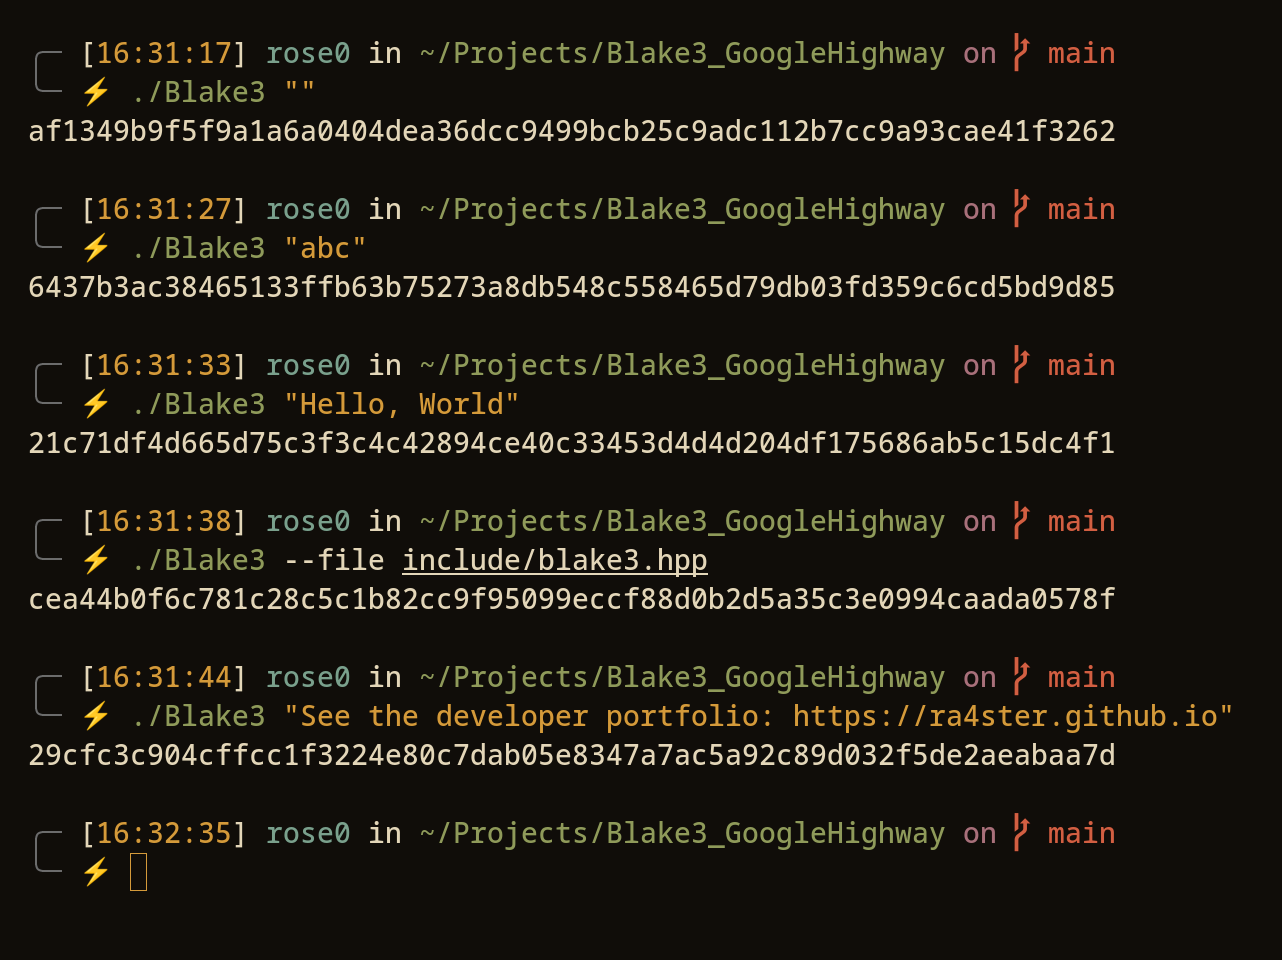 [16:31:17] rose0 in ~/Projects/Blake3_GoogleHighway on main
⚡ ./Blake3 ""
af1349b9f5f9a1a6a0404dea36dcc9499bcb25c9adc112b7cc9a93cae41f3262
[16:31:27] rose0 in ~/Projects/Blake3_GoogleHighway on main
⚡ ./Blake3 "abc"
6437b3ac38465133ffb63b75273a8db548c558465d79db03fd359c6cd5bd9d85
[16:31:33] rose0 in ~/Projects/Blake3_GoogleHighway on main
⚡ ./Blake3 "Hello, World"
21c71df4d665d75c3f3c4c42894ce40c33453d4d4d204df175686ab5c15dc4f1
[16:31:38] rose0 in ~/Projects/Blake3_GoogleHighway on main
⚡ ./Blake3 --file include/blake3.hpp
cea44b0f6c781c28c5c1b82cc9f95099eccf88d0b2d5a35c3e0994caada0578f
[16:31:44] rose0 in ~/Projects/Blake3_GoogleHighway on main
⚡ ./Blake3 "See the developer portfolio: https://ra4ster.github.io"
29cfc3c904cffcc1f3224e80c7dab05e8347a7ac5a92c89d032f5de2aeabaa7d
[16:32:35] rose0 in ~/Projects/Blake3_GoogleHighway on main
⚡